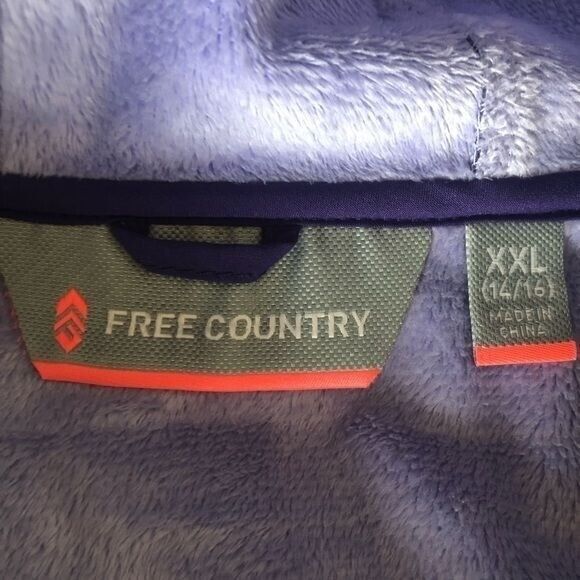 FREE COUNTRY
XXL
(14/16)
MADE IN
CHINA